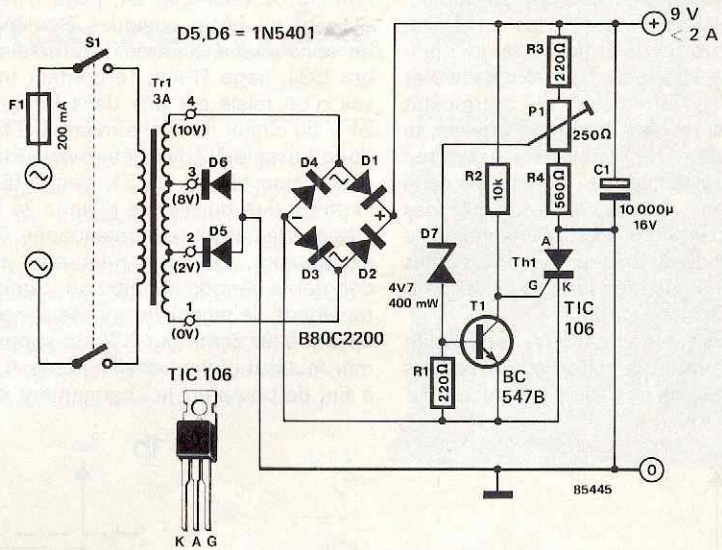 D5,D6 = 1N5401
S1
F1
200 mA
Tr1
3A
4
(10V)
3
(8V)
2
(2V)
1
(0V)
D6
D5
D4
D1
D3
D2
+
B80C2200
D7
4V7
400 mW
R1
220Ω
R2
10k
T1
BC
547B
R3
220Ω
P1
250Ω
R4
560Ω
A
Th1
G
K
TIC
106
C1
10 000µ
16V
+
9 V
< 2 A
0
85445
TIC 106
K A G